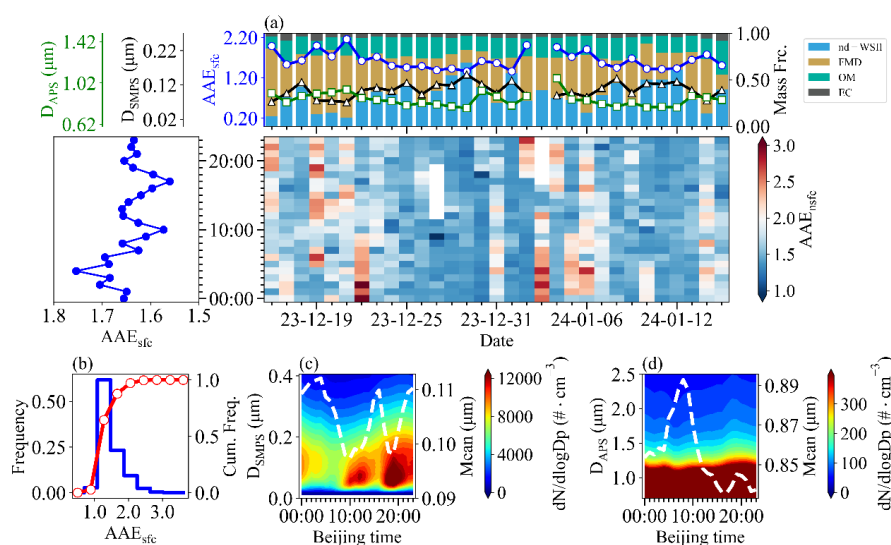 (a)
D_APS (μm)
1.42
1.02
0.62
D_SMPS (μm)
0.22
0.12
0.02
AAE_sfc
2.20
1.20
0.20
1.00
0.50
0.00
Mass Frc.
nd−WSII
FMD
OM
EC
20:00
10:00
00:00
1.8 1.7 1.6 1.5
AAE_sfc
23-12-19 23-12-25 23-12-31 24-01-06 24-01-12
Date
3.0
2.5
2.0
1.5
1.0
AAE_nsfc
(b)
Frequency
0.50
0.25
0.00
1.0 2.0 3.0
AAE_sfc
1.0
0.5
0.0
Cum. Freq.
(c)
D_SMPS (μm)
0.4
0.2
0.0
00:00 10:00 20:00
Beijing time
0.11
0.10
0.09
Mean (μm)
12000
8000
4000
0
dN/dlogDp (# · cm⁻³)
(d)
D_APS (μm)
2.5
2.0
1.5
1.0
00:00 10:00 20:00
Beijing time
0.89
0.87
0.85
Mean (μm)
300
200
100
0
dN/dlogDp (# · cm⁻³)